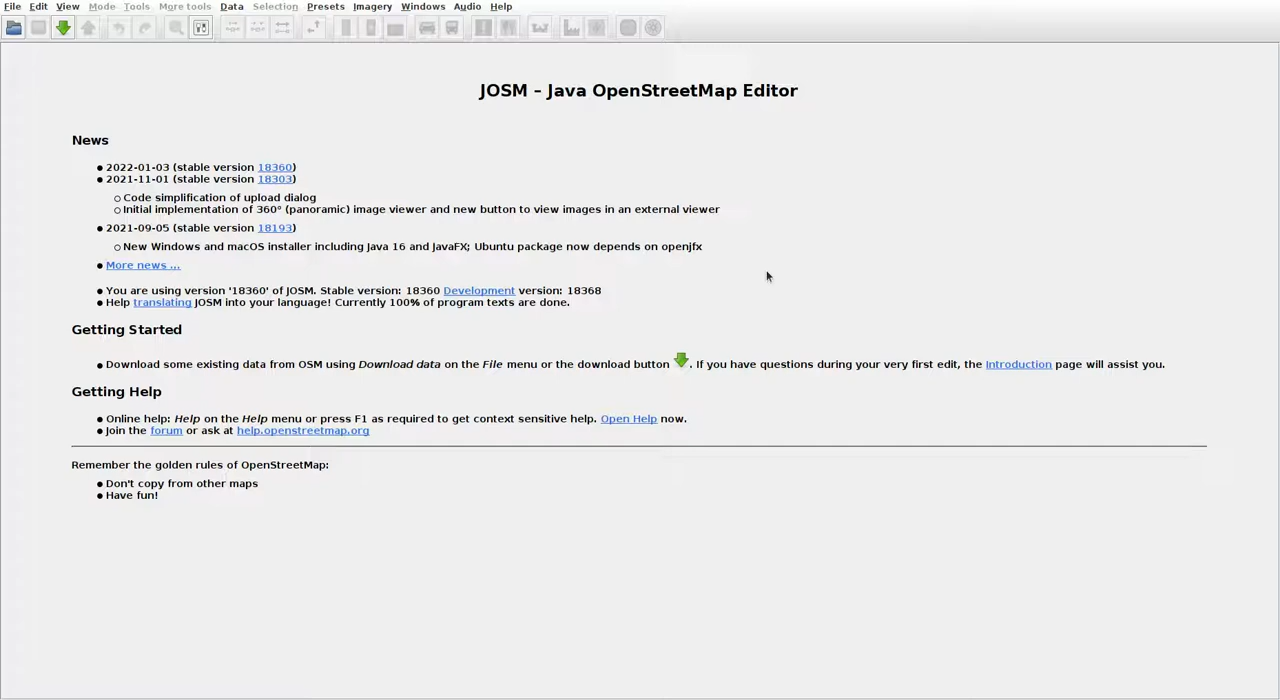 File Edit View Mode Tools More tools Data Selection Presets Imagery Windows Audio Help
JOSM – Java OpenStreetMap Editor
News
2022-01-03 (stable version 18360)
2021-11-01 (stable version 18303)
Code simplification of upload dialog
Initial implementation of 360° (panoramic) image viewer and new button to view images in an external viewer
2021-09-05 (stable version 18193)
New Windows and macOS installer including Java 16 and JavaFX; Ubuntu package now depends on openjfx
More news ...
You are using version '18360' of JOSM. Stable version: 18360 Development version: 18368
Help translating JOSM into your language! Currently 100% of program texts are done.
Getting Started
Download some existing data from OSM using Download data on the File menu or the download button . If you have questions during your very first edit, the Introduction page will assist you.
Getting Help
Online help: Help on the Help menu or press F1 as required to get context sensitive help. Open Help now.
Join the forum or ask at help.openstreetmap.org
Remember the golden rules of OpenStreetMap:
Don't copy from other maps
Have fun!